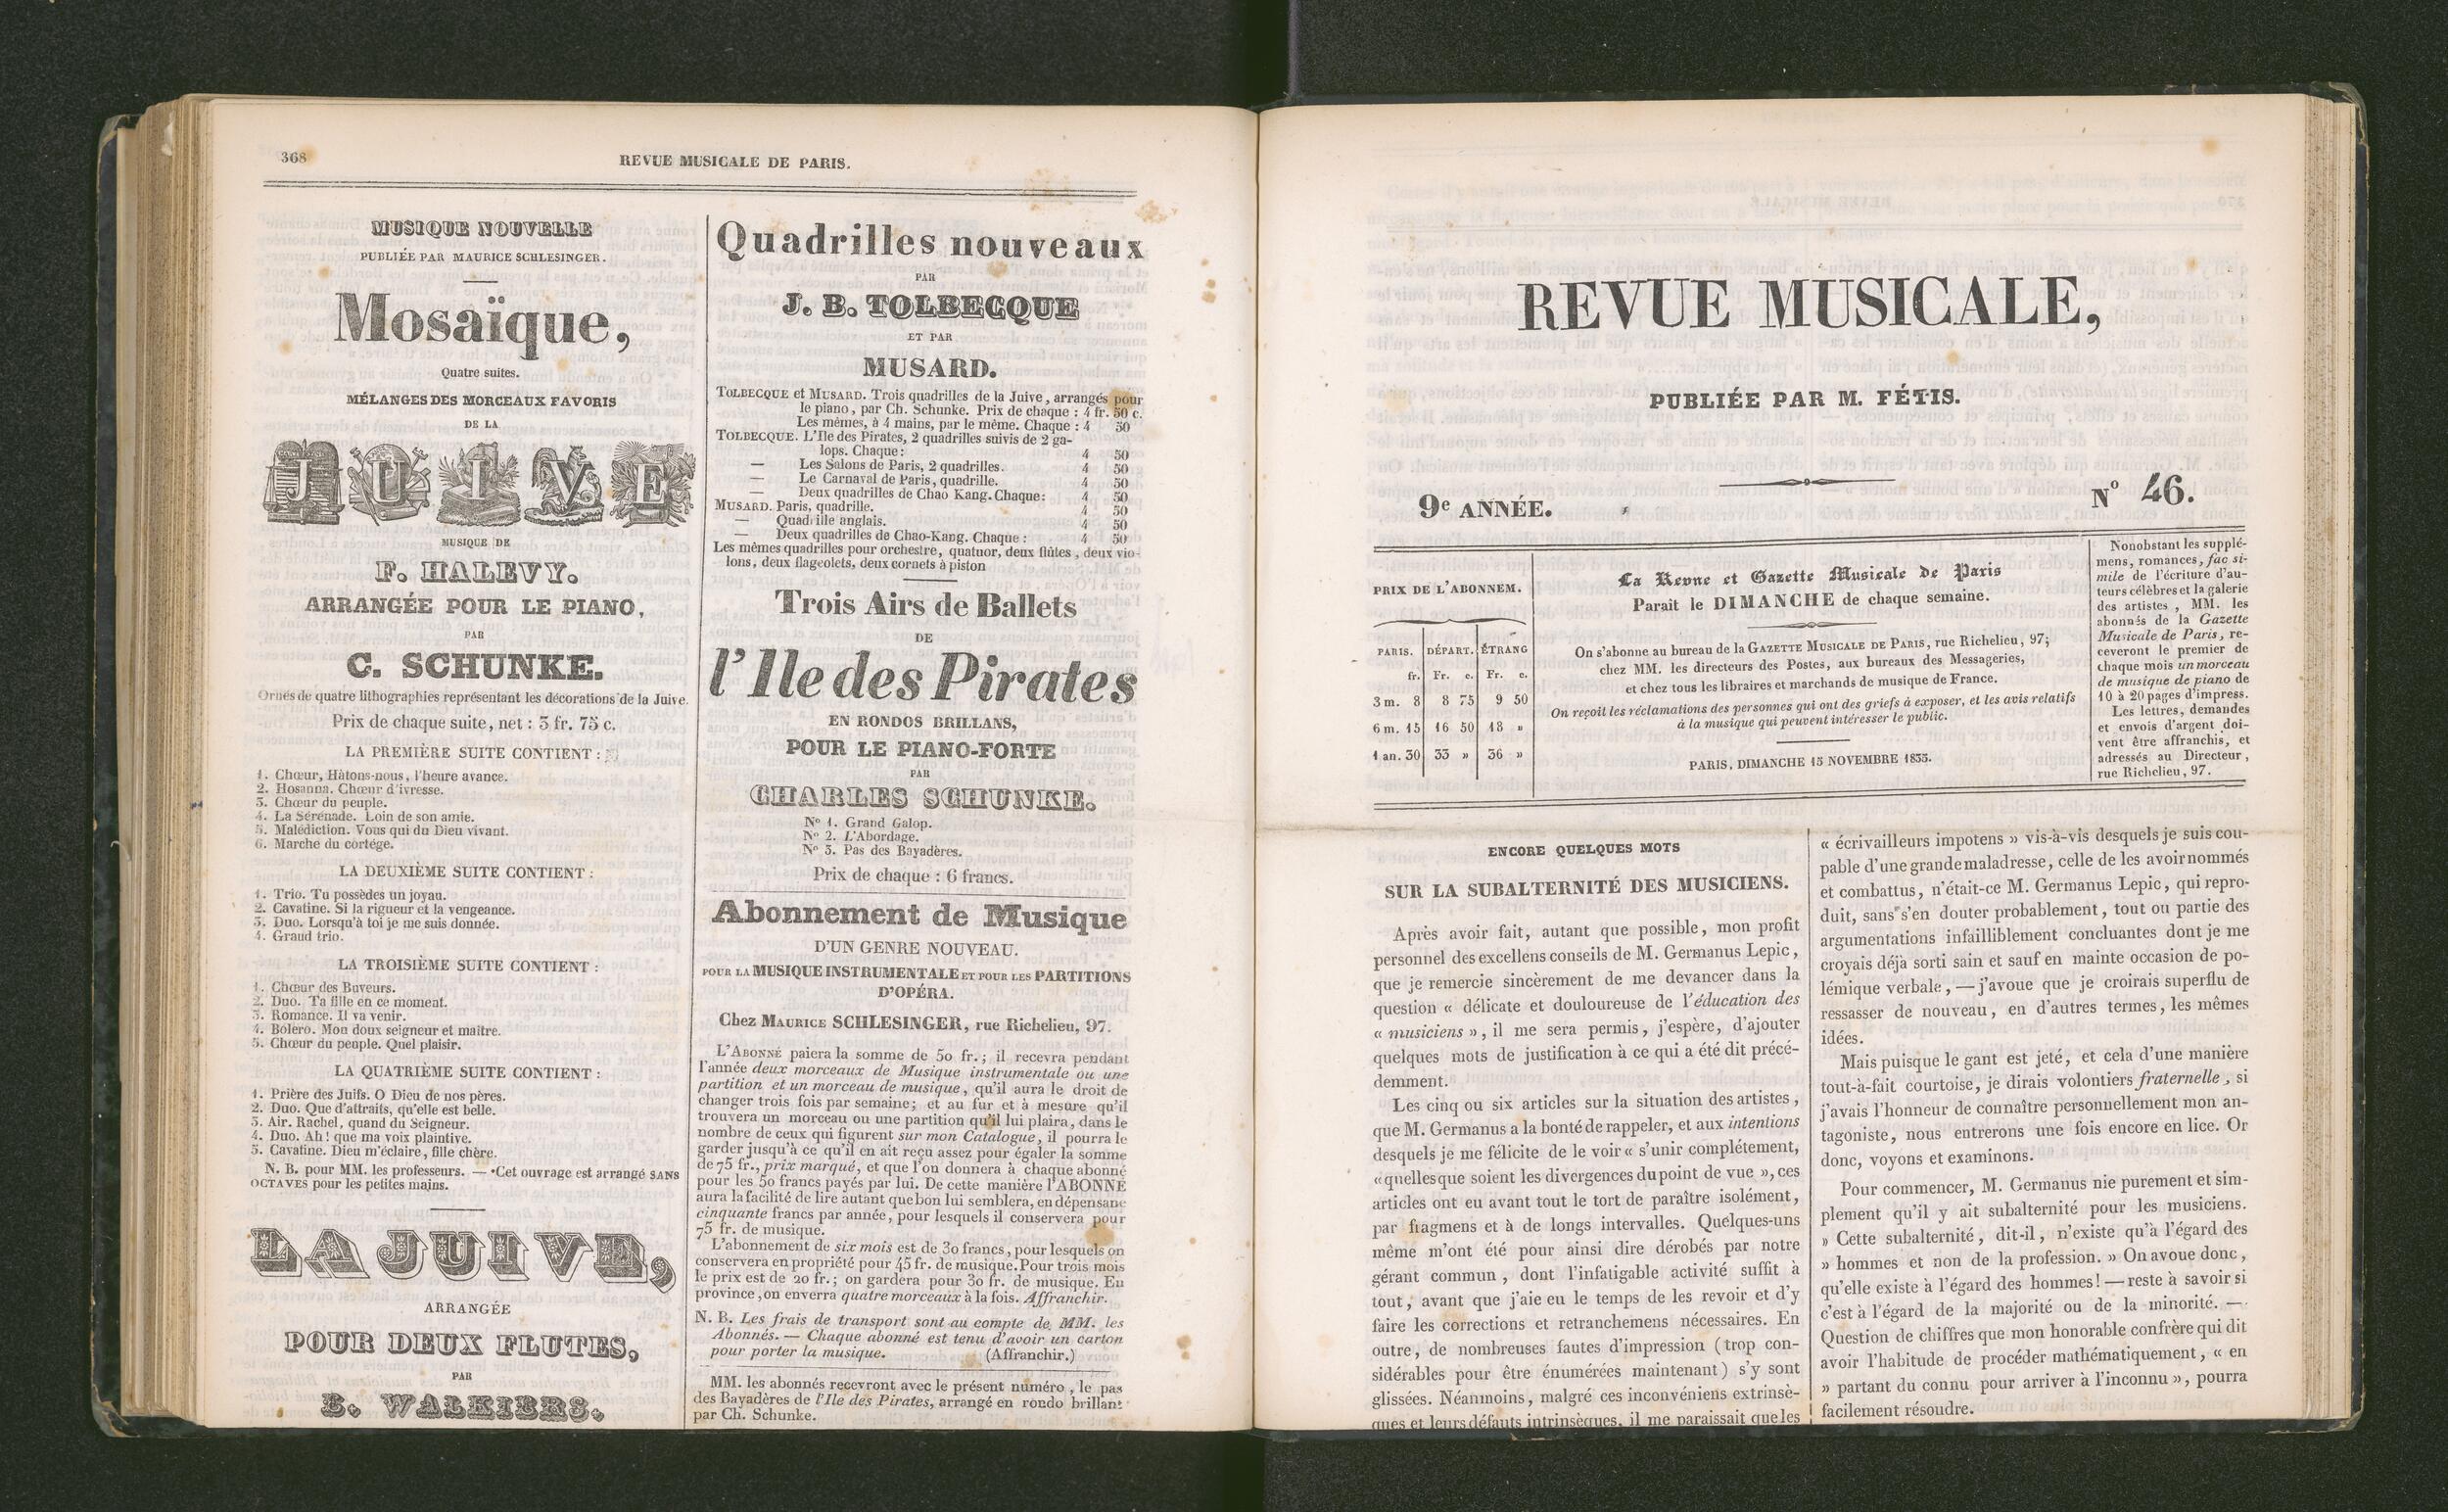 368
REVUE MUSICALE DE PARIS.
MUSIQUE NOUVELLE
PUBLIÉE PAR MAURICE SCHLESINGER.
Mosaïque,
Quatre suites.
MÉLANGES DES MORCEAUX FAVORIS
DE LA
JUIVE
MUSIQUE DE
F. HALEVY.
ARRANGÉE POUR LE PIANO,
PAR
C. SCHUNKE.
Ornés de quatre lithographies représentant les décorations de la Juive.
Prix de chaque suite, net : 3 fr. 75 c.
LA PREMIÈRE SUITE CONTIENT :
1. Chœur, Hâtons-nous, l'heure avance.
2. Hosanna. Chœur d'ivresse.
3. Chœur du peuple.
4. La Sérénade. Loin de son amie.
5. Malédiction. Vous qui du Dieu vivant.
6. Marche du cortége.
LA DEUXIÈME SUITE CONTIENT :
1. Trio. Tu possèdes un joyau.
2. Cavatine. Si la rigueur et la vengeance.
3. Duo. Lorsqu'à toi je me suis donnée.
4. Grand trio.
LA TROISIÈME SUITE CONTIENT :
1. Chœur des Buveurs.
2. Duo. Ta fille en ce moment.
3. Romance. Il va venir.
4. Boléro. Mon doux seigneur et maître.
5. Chœur du peuple. Quel plaisir.
LA QUATRIÈME SUITE CONTIENT :
1. Prière des Juifs. O Dieu de nos pères.
2. Duo. Que d'attraits, qu'elle est belle.
3. Air. Rachel, quand du Seigneur.
4. Duo. Ah ! que ma voix plaintive.
5. Cavatine. Dieu m'éclaire, fille chère.
N. B. pour MM. les professeurs. — Cet ouvrage est arrangé SANS
OCTAVES pour les petites mains.
LA JUIVE,
ARRANGÉE
POUR DEUX FLUTES,
PAR
E. WALKIERS.
Quadrilles nouveaux
PAR
J. B. TOLBECQUE
ET PAR
MUSARD.
TOLBECQUE et MUSARD. Trois quadrilles de la Juive, arrangés pour
le piano, par Ch. Schunke. Prix de chaque : 4 fr. 50 c.
Les mêmes, à 4 mains, par le même. Chaque : 4 50
TOLBECQUE. L'Ile des Pirates, 2 quadrilles suivis de 2 ga-
lops. Chaque : 4 50
— Les Salons de Paris, 2 quadrilles. 4 50
— Le Carnaval de Paris, quadrille. 4 50
— Deux quadrilles de Chao Kang. Chaque : 4 50
MUSARD. Paris, quadrille. 4 50
— Quadrille anglais. 4 50
— Deux quadrilles de Chao-Kang. Chaque : 4 50
Les mêmes quadrilles pour orchestre, quatuor, deux flûtes, deux vio-
lons, deux flageolets, deux cornets à piston
Trois Airs de Ballets
DE
l'Ile des Pirates
EN RONDOS BRILLANS,
POUR LE PIANO-FORTE
PAR
CHARLES SCHUNKE.
No 1. Grand Galop.
No 2. L'Abordage.
No 3. Pas des Bayadères.
Prix de chaque : 6 francs.
Abonnement de Musique
D'UN GENRE NOUVEAU.
POUR LA MUSIQUE INSTRUMENTALE ET POUR LES PARTITIONS
D'OPÉRA.
Chez MAURICE SCHLESINGER, rue Richelieu, 97.
L'ABONNÉ paiera la somme de 50 fr.; il recevra pendant
l'année deux morceaux de Musique instrumentale ou une
partition et un morceau de musique, qu'il aura le droit de
changer trois fois par semaine; et au fur et à mesure qu'il
trouvera un morceau ou une partition qu'il lui plaira, dans le
nombre de ceux qui figurent sur mon Catalogue, il pourra le
garder jusqu'à ce qu'il en ait reçu assez pour égaler la somme
de 75 fr., prix marqué, et que l'on donnera à chaque abonné
pour les 50 francs payés par lui. De cette manière l'ABONNÉ
aura la facilité de lire autant que bon lui semblera, en dépensant
cinquante francs par année, pour lesquels il conservera pour
75 fr. de musique.
L'abonnement de six mois est de 30 francs, pour lesquels on
conservera en propriété pour 45 fr. de musique. Pour trois mois
le prix est de 20 fr.; on gardera pour 30 fr. de musique. En
province, on enverra quatre morceaux à la fois. Affranchir.
N. B. Les frais de transport sont au compte de MM. les
Abonnés. — Chaque abonné est tenu d'avoir un carton
pour porter la musique. (Affranchir.)
MM. les abonnés recevront avec le présent numéro, le pas
des Bayadères de l'Ile des Pirates, arrangé en rondo brillant
par Ch. Schunke.
REVUE MUSICALE,
PUBLIÉE PAR M. FÉTIS.
9e ANNÉE.
No 46.
PRIX DE L'ABONNEM.
PARIS. DÉPART. ÉTRANG
fr. Fr. c. Fr. c.
3 m. 8 8 75 9 50
6 m. 15 16 50 18 »
1 an. 30 33 » 36 »
La Revue et Gazette Musicale de Paris
Paraît le DIMANCHE de chaque semaine.
On s'abonne au bureau de la GAZETTE MUSICALE DE PARIS, rue Richelieu, 97;
chez MM. les directeurs des Postes, aux bureaux des Messageries,
et chez tous les libraires et marchands de musique de France.
On reçoit les réclamations des personnes qui ont des griefs à exposer, et les avis relatifs
à la musique qui peuvent intéresser le public.
PARIS, DIMANCHE 15 NOVEMBRE 1835.
Nonobstant les supplé-
mens, romances, fac si-
mile de l'écriture d'au-
teurs célèbres et la galerie
des artistes, MM. les
abonnés de la Gazette
Musicale de Paris, re-
ceveront le premier de
chaque mois un morceau
de musique de piano de
10 à 20 pages d'impress.
Les lettres, demandes
et envois d'argent doi-
vent être affranchis, et
adressés au Directeur,
rue Richelieu, 97.
ENCORE QUELQUES MOTS
SUR LA SUBALTERNITÉ DES MUSICIENS.
Après avoir fait, autant que possible, mon profit
personnel des excellens conseils de M. Germanus Lepic,
que je remercie sincèrement de me devancer dans la
question « délicate et douloureuse de l'éducation des
« musiciens », il me sera permis, j'espère, d'ajouter
quelques mots de justification à ce qui a été dit précé-
demment.
Les cinq ou six articles sur la situation des artistes,
que M. Germanus a la bonté de rappeler, et aux intentions
desquels je me félicite de le voir « s'unir complétement,
« quelles que soient les divergences du point de vue », ces
articles ont eu avant tout le tort de paraître isolément,
par fragmens et à de longs intervalles. Quelques-uns
même m'ont été pour ainsi dire dérobés par notre
gérant commun, dont l'infatigable activité suffit à
tout, avant que j'aie eu le temps de les revoir et d'y
faire les corrections et retranchemens nécessaires. En
outre, de nombreuses fautes d'impression (trop con-
sidérables pour être énumérées maintenant) s'y sont
glissées. Néanmoins, malgré ces inconvéniens extrinsè-
ques et leurs défauts intrinsèques, il me paraissait que les
« écrivailleurs impotens » vis-à-vis desquels je suis cou-
pable d'une grande maladresse, celle de les avoir nommés
et combattus, n'était-ce M. Germanus Lepic, qui repro-
duit, sans s'en douter probablement, tout ou partie des
argumentations infailliblement concluantes dont je me
croyais déja sorti sain et sauf en mainte occasion de po-
lémique verbale, — j'avoue que je croirais superflu de
ressasser de nouveau, en d'autres termes, les mêmes
idées.
Mais puisque le gant est jeté, et cela d'une manière
tout-à-fait courtoise, je dirais volontiers fraternelle, si
j'avais l'honneur de connaître personnellement mon an-
tagoniste, nous entrerons une fois encore en lice. Or
donc, voyons et examinons.
Pour commencer, M. Germanus nie purement et sim-
plement qu'il y ait subalternité pour les musiciens.
» Cette subalternité, dit-il, n'existe qu'à l'égard des
» hommes et non de la profession. » On avoue donc,
qu'elle existe à l'égard des hommes! — reste à savoir si
c'est à l'égard de la majorité ou de la minorité. —
Question de chiffres que mon honorable confrère qui dit
avoir l'habitude de procéder mathématiquement, « en
» partant du connu pour arriver à l'inconnu », pourra
facilement résoudre.